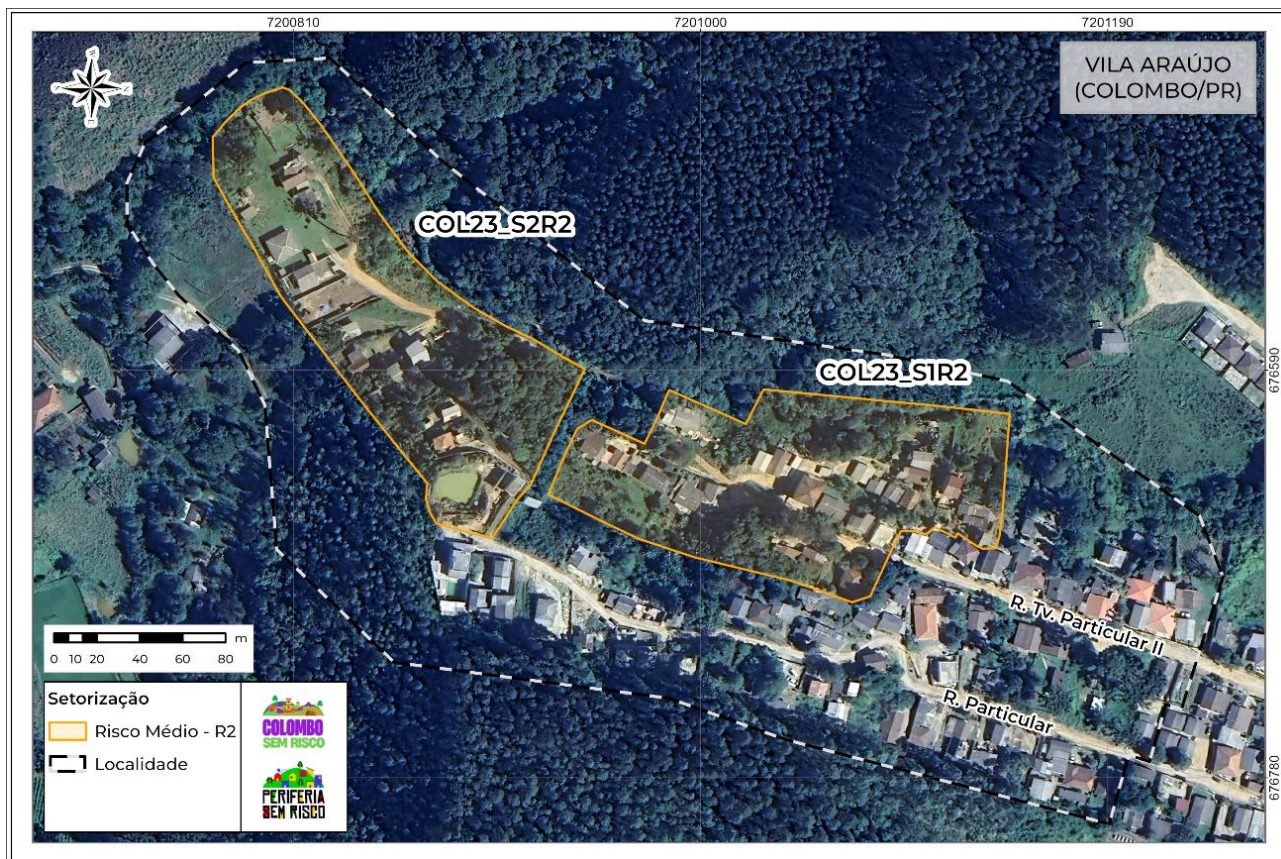 7200810
7201000
7201190
VILA ARAÚJO
(COLOMBO/PR)
COL23_S2R2
COL23_S1R2
676590
R. Tv. Particular II
R. Particular
676780
m
0 10 20 40 60 80
Setorização
Risco Médio - R2
Localidade
COLOMBO
SEM RISCO
PERIFERIA
SEM RISCO